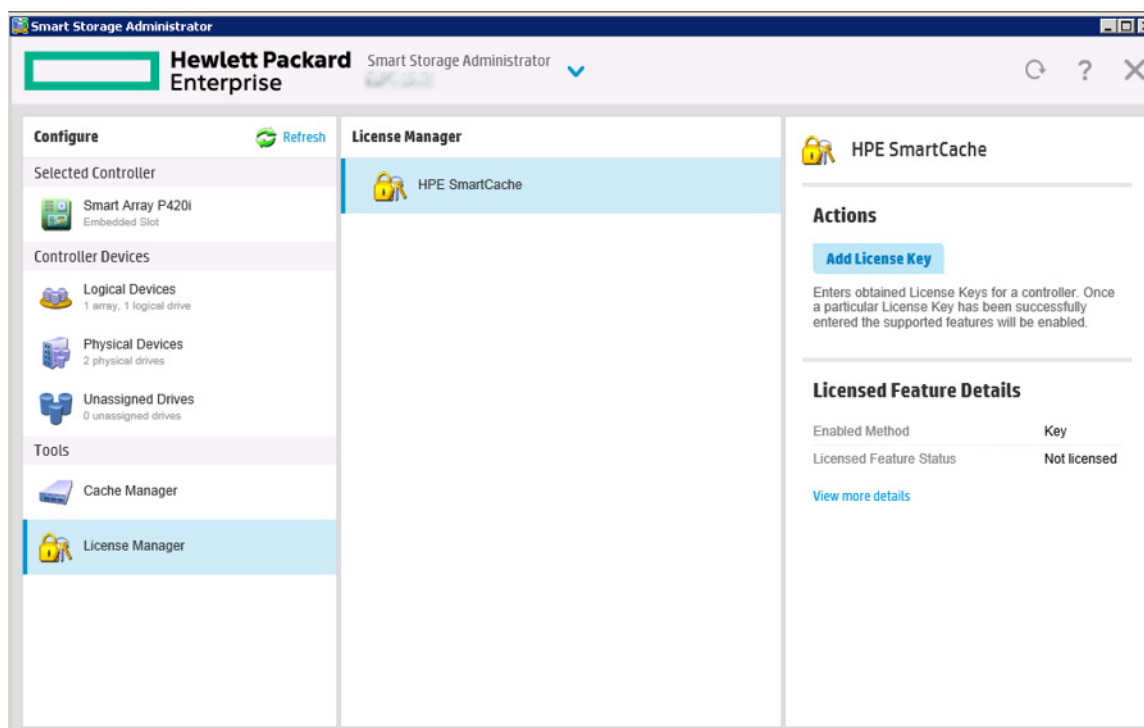 Smart Storage Administrator
Hewlett Packard
Enterprise
Smart Storage Administrator
?
Configure
Refresh
Selected Controller
Smart Array P420i
Embedded Slot
Controller Devices
Logical Devices
1 array, 1 logical drive
Physical Devices
2 physical drives
Unassigned Drives
0 unassigned drives
Tools
Cache Manager
License Manager
License Manager
HPE SmartCache
HPE SmartCache
Actions
Add License Key
Enters obtained License Keys for a controller. Once
a particular License Key has been successfully
entered the supported features will be enabled.
Licensed Feature Details
Enabled Method Key
Licensed Feature Status Not licensed
View more details